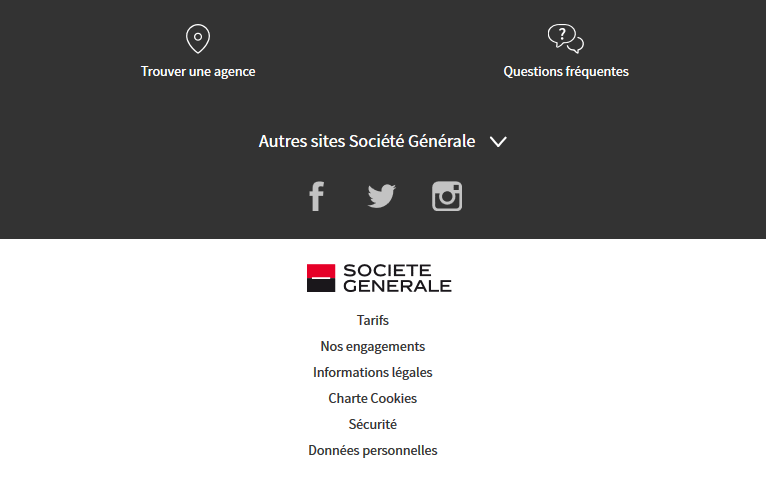 Trouver une agence
Questions fréquentes
Autres sites Société Générale
SOCIETE
GENERALE
Tarifs
Nos engagements
Informations légales
Charte Cookies
Sécurité
Données personnelles